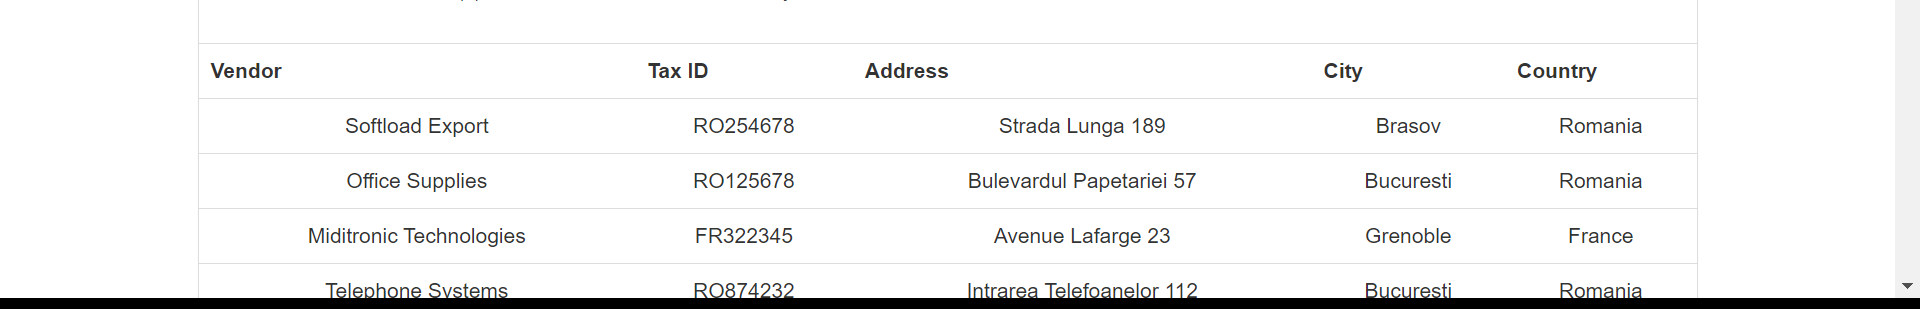 Vendor Tax ID Address City Country
Softload Export RO254678 Strada Lunga 189 Brasov Romania
Office Supplies RO125678 Bulevardul Papetariei 57 Bucuresti Romania
Miditronic Technologies FR322345 Avenue Lafarge 23 Grenoble France
Telephone Systems RO874232 Intrarea Telefoanelor 112 Bucuresti Romania